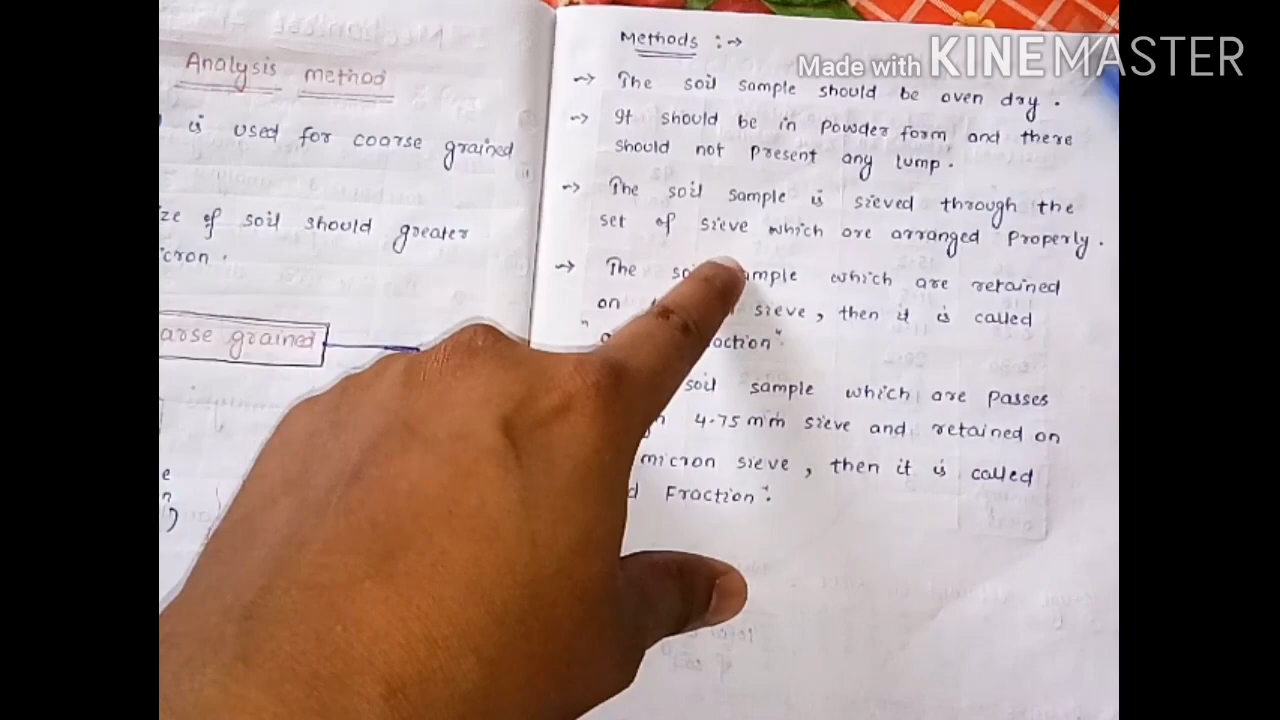 Analysis method
is used for coarse grained
ze of soil should greater
icron.
arse grained
e
n
Methods :→
→ The soil sample should be oven dry.
→ It should be in powder form, and there
should not present any lump.
→ The soil sample is sieved through the
set of sieve which are arranged properly.
→ The ample which are retained
on sieve, then it is called
oction".
soil sample which are passes
4.75 mm sieve and retained on
micron sieve, then it is called
d Fraction".
Made with KINEMASTER